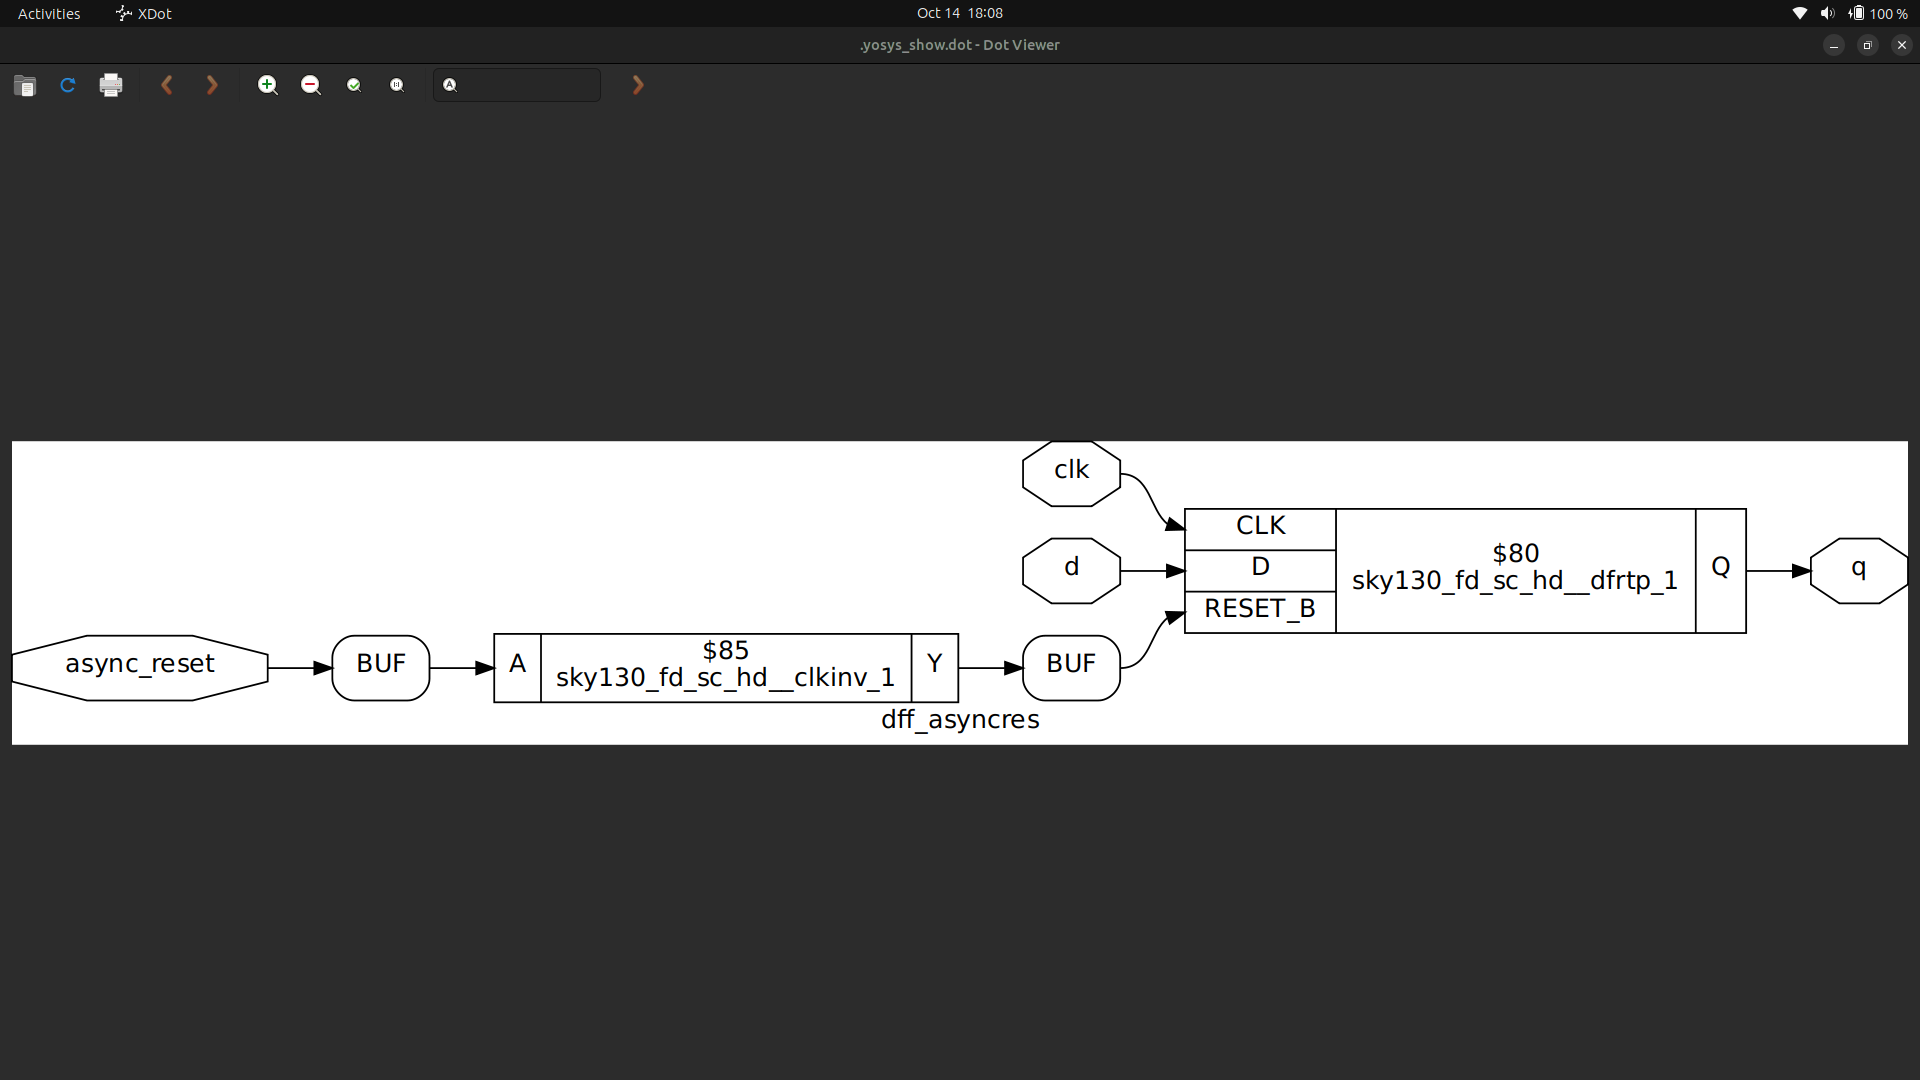 Activities
XDot
Oct 14 18:08
100 %
.yosys_show.dot - Dot Viewer
clk
CLK
d
D
$80
sky130_fd_sc_hd__dfrtp_1
Q
q
RESET_B
async_reset
BUF
A
$85
sky130_fd_sc_hd__clkinv_1
Y
BUF
dff_asyncres